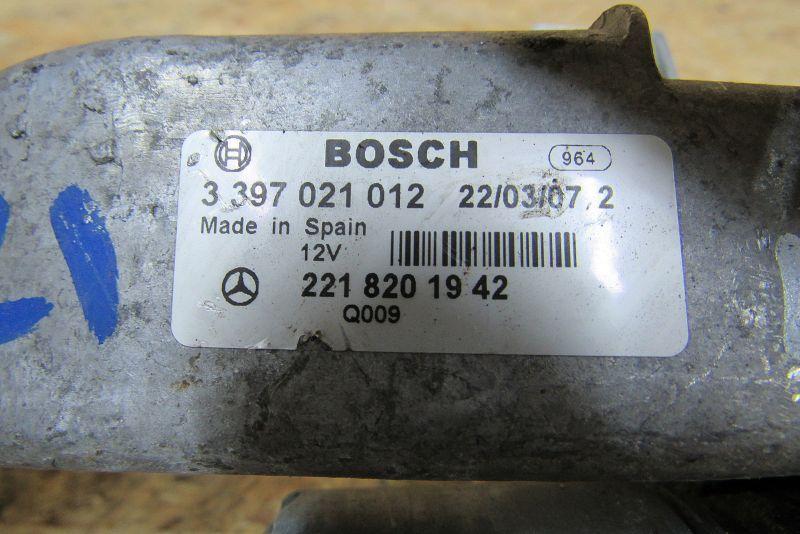 BOSCH 964
3 397 021 012 22/03/07.2
Made in Spain
12V
221 820 19 42
Q009
21